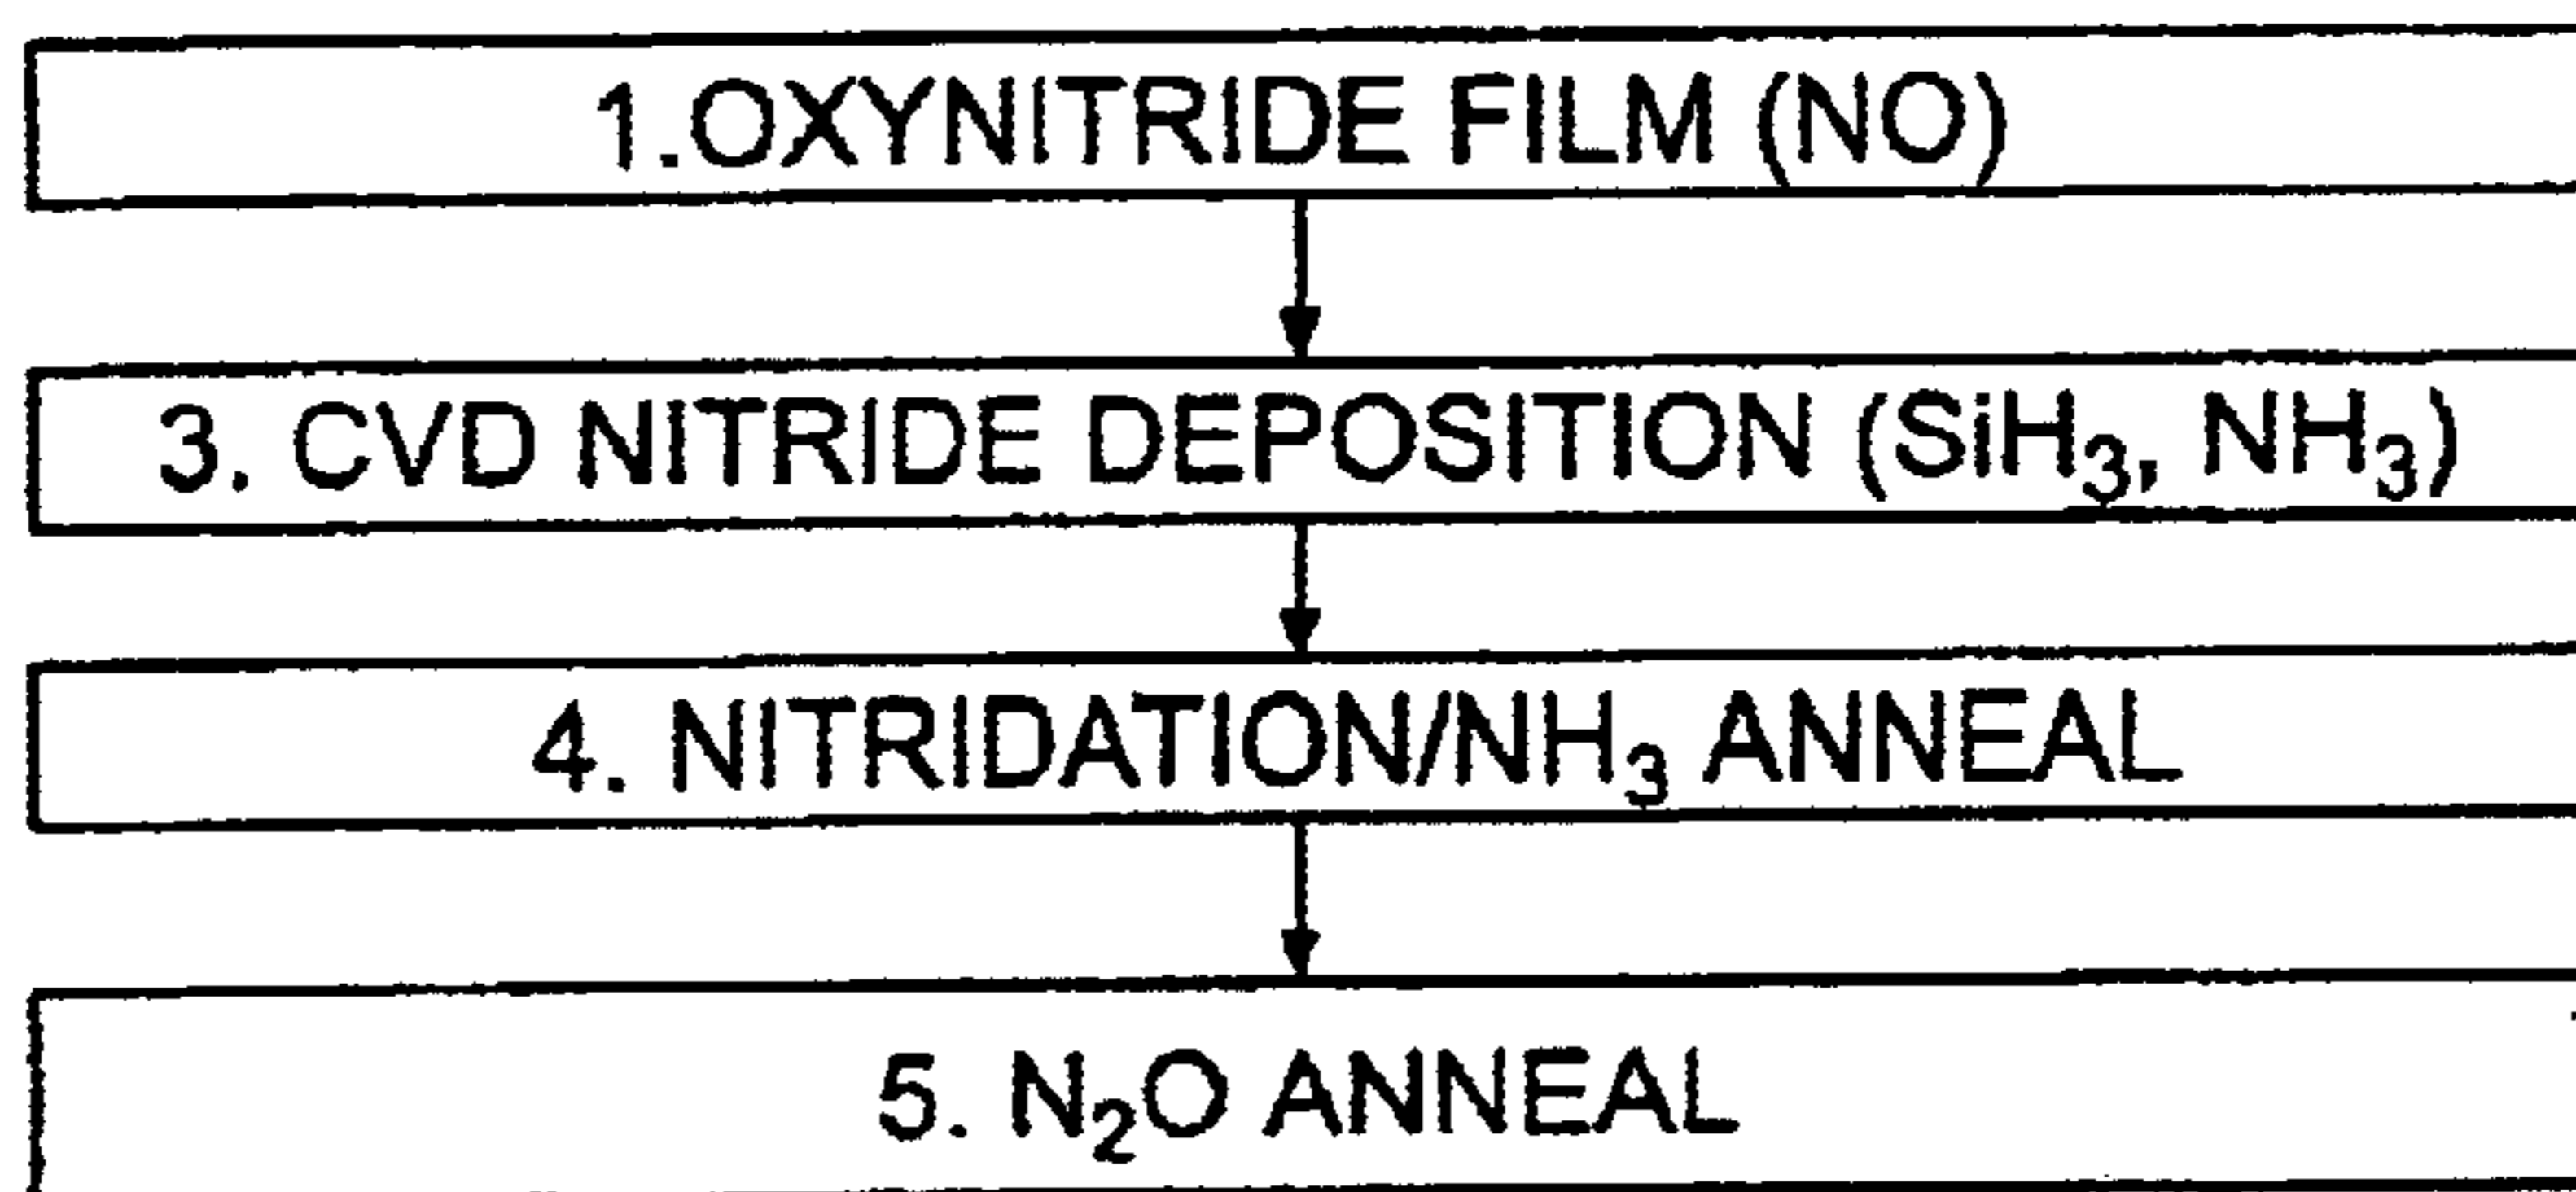 1.OXYNITRIDE FILM (NO)
3. CVD NITRIDE DEPOSITION (SiH₃, NH₃)
4. NITRIDATION/NH₃ ANNEAL
5. N₂O ANNEAL